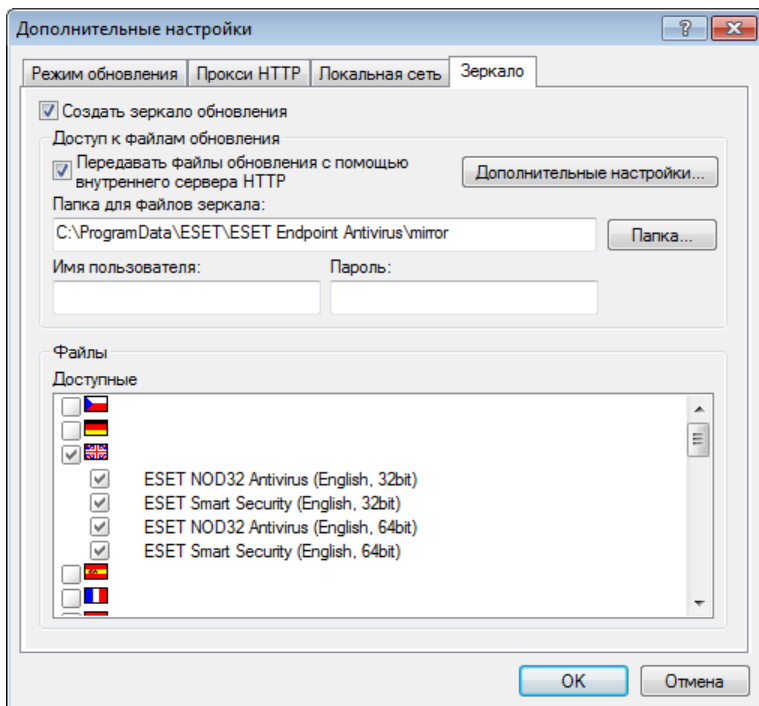 Дополнительные настройки
Режим обновления
Прокси HTTP
Локальная сеть
Зеркало
Создать зеркало обновления
Доступ к файлам обновления
Передавать файлы обновления с помощью
внутреннего сервера HTTP
Дополнительные настройки...
Папка для файлов зеркала:
C:\ProgramData\ESET\ESET Endpoint Antivirus\mirror
Папка...
Имя пользователя:
Пароль:
Файлы
Доступные
ESET NOD32 Antivirus (English, 32bit)
ESET Smart Security (English, 32bit)
ESET NOD32 Antivirus (English, 64bit)
ESET Smart Security (English, 64bit)
OK
Отмена